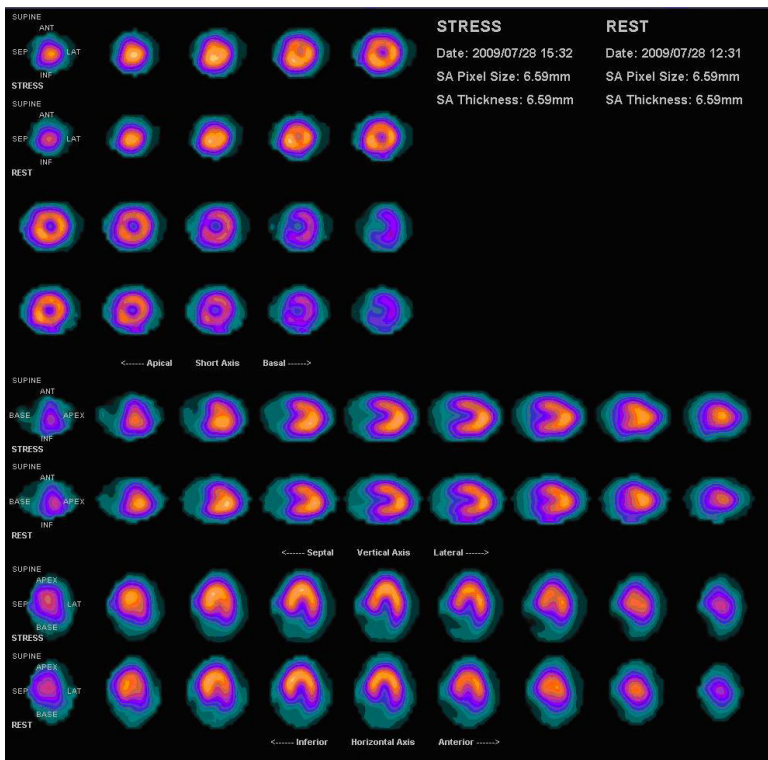 STRESS
Date: 2009/07/28 15:32
SA Pixel Size: 6.59mm
SA Thickness: 6.59mm
REST
Date: 2009/07/28 12:31
SA Pixel Size: 6.59mm
SA Thickness: 6.59mm
SUPINE
ANT
SEP LAT
INF
STRESS
SUPINE
ANT
SEP LAT
INF
REST
<------ Apical Short Axis Basal ------>
SUPINE
ANT
BASE APEX
INF
STRESS
SUPINE
ANT
BASE APEX
INF
REST
<------ Septal Vertical Axis Lateral ------>
SUPINE
APEX
SEP LAT
BASE
STRESS
SUPINE
APEX
SEP LAT
BASE
REST
<------ Inferior Horizontal Axis Anterior ------>